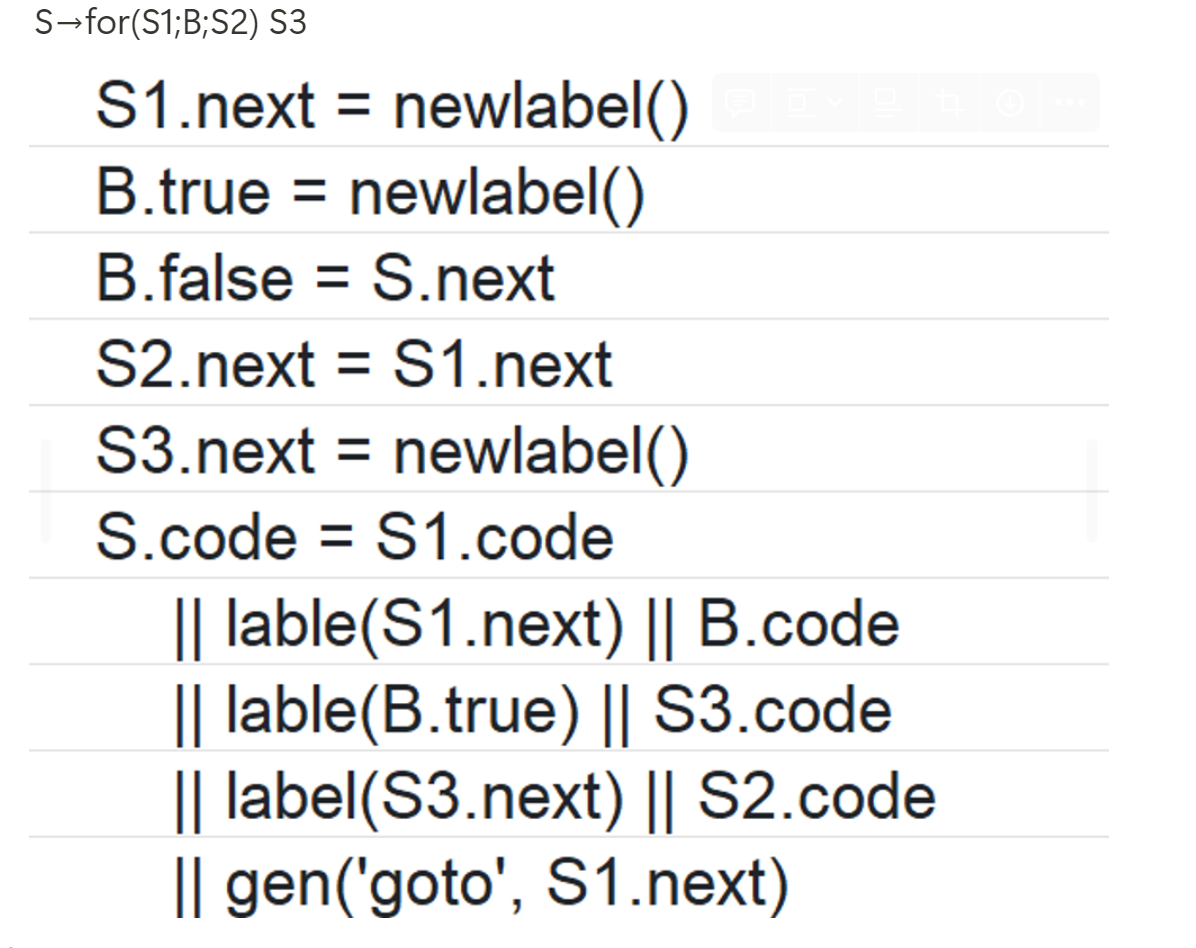 S→for(S1;B;S2) S3
S1.next = newlabel()
B.true = newlabel()
B.false = S.next
S2.next = S1.next
S3.next = newlabel()
S.code = S1.code
|| lable(S1.next) || B.code
|| lable(B.true) || S3.code
|| label(S3.next) || S2.code
|| gen('goto', S1.next)